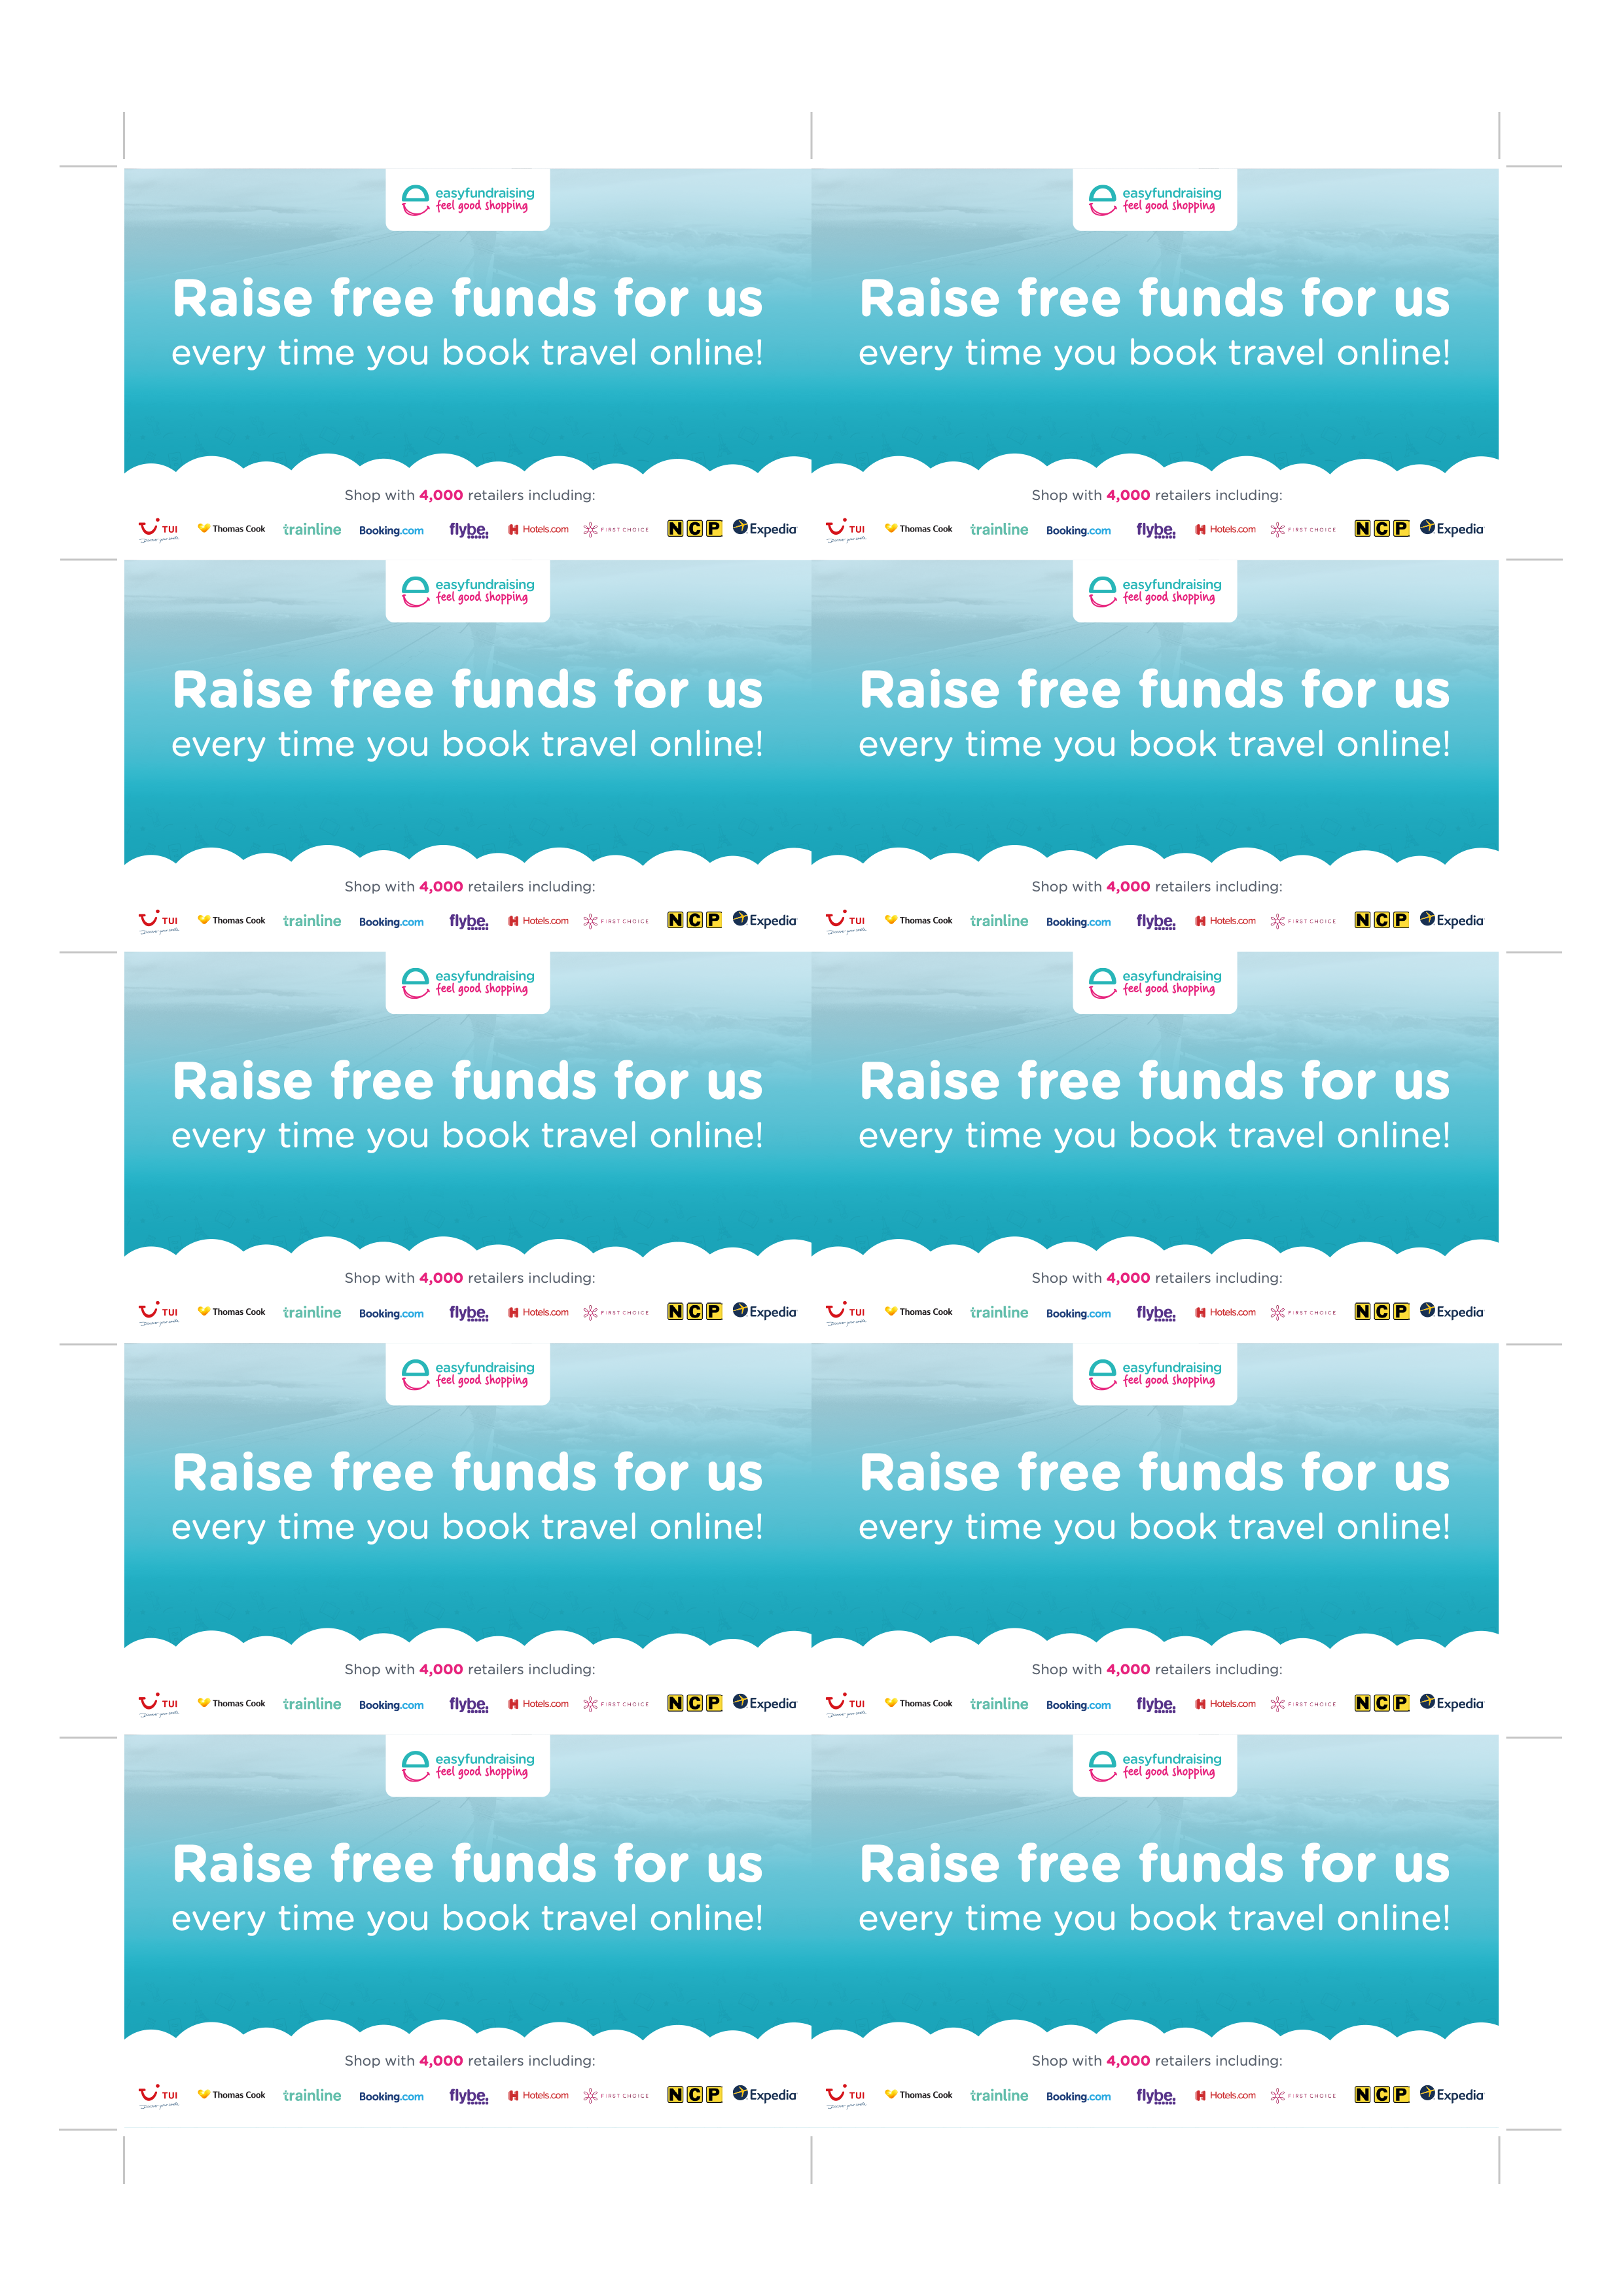 easyfundraising
feel good shopping
Raise free funds for us
every time you book travel online!
Shop with 4,000 retailers including:
TUI Thomas Cook trainline Booking.com flybe. Hotels.com FIRST CHOICE NCP Expedia
easyfundraising
feel good shopping
Raise free funds for us
every time you book travel online!
Shop with 4,000 retailers including:
TUI Thomas Cook trainline Booking.com flybe. Hotels.com FIRST CHOICE NCP Expedia
easyfundraising
feel good shopping
Raise free funds for us
every time you book travel online!
Shop with 4,000 retailers including:
TUI Thomas Cook trainline Booking.com flybe. Hotels.com FIRST CHOICE NCP Expedia
easyfundraising
feel good shopping
Raise free funds for us
every time you book travel online!
Shop with 4,000 retailers including:
TUI Thomas Cook trainline Booking.com flybe. Hotels.com FIRST CHOICE NCP Expedia
easyfundraising
feel good shopping
Raise free funds for us
every time you book travel online!
Shop with 4,000 retailers including:
TUI Thomas Cook trainline Booking.com flybe. Hotels.com FIRST CHOICE NCP Expedia
easyfundraising
feel good shopping
Raise free funds for us
every time you book travel online!
Shop with 4,000 retailers including:
TUI Thomas Cook trainline Booking.com flybe. Hotels.com FIRST CHOICE NCP Expedia
easyfundraising
feel good shopping
Raise free funds for us
every time you book travel online!
Shop with 4,000 retailers including:
TUI Thomas Cook trainline Booking.com flybe. Hotels.com FIRST CHOICE NCP Expedia
easyfundraising
feel good shopping
Raise free funds for us
every time you book travel online!
Shop with 4,000 retailers including:
TUI Thomas Cook trainline Booking.com flybe. Hotels.com FIRST CHOICE NCP Expedia
easyfundraising
feel good shopping
Raise free funds for us
every time you book travel online!
Shop with 4,000 retailers including:
TUI Thomas Cook trainline Booking.com flybe. Hotels.com FIRST CHOICE NCP Expedia
easyfundraising
feel good shopping
Raise free funds for us
every time you book travel online!
Shop with 4,000 retailers including:
TUI Thomas Cook trainline Booking.com flybe. Hotels.com FIRST CHOICE NCP Expedia